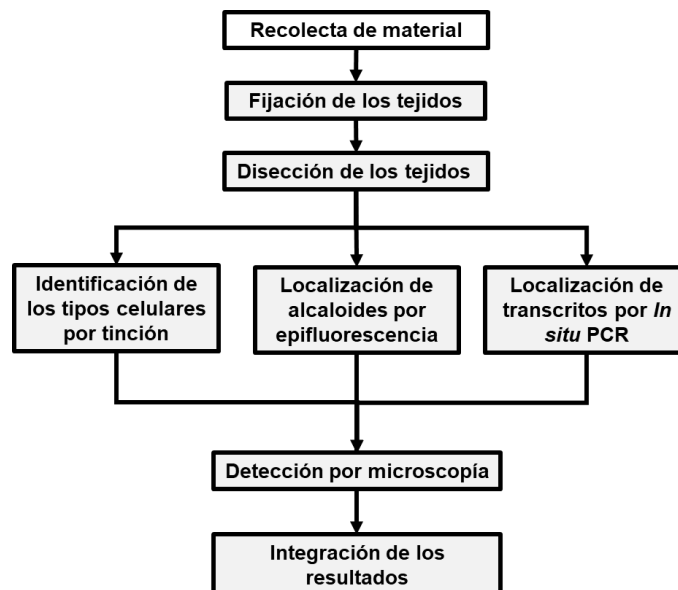 Recolecta de material
Fijación de los tejidos
Disección de los tejidos
Identificación de
los tipos celulares
por tinción
Localización de
alcaloides por
epifluorescencia
Localización de
transcritos por In
situ PCR
Detección por microscopía
Integración de los
resultados